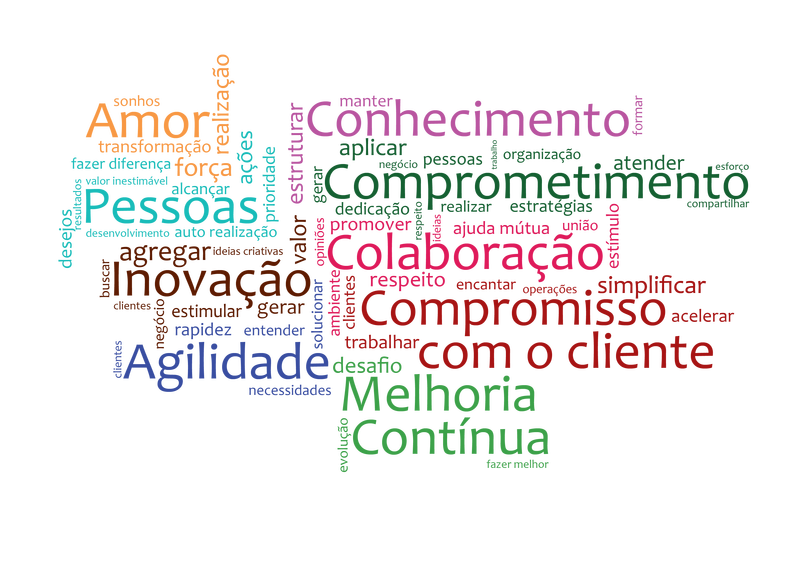 sonhos
Amor
realização
transformação
fazer diferença
força
ações
resultados
valor inestimável
alcançar
prioridade
Pessoas
desejos
desenvolvimento
auto realização
manter
Conhecimento
formar
estruturar
aplicar
negócio
pessoas
trabalho
organização
atender
esforço
gerar
Comprometimento
compartilhar
dedicação
respeito
realizar
estratégias
promover
ideias
ajuda mútua
união
estímulo
opiniões
Colaboração
respeito
ambiente
agregar
ideias criativas
valor
buscar
Inovação
clientes
negócio
estimular
gerar
rapidez
entender
solucionar
clientes
Agilidade
necessidades
encantar
operações
simplificar
clientes
Compromisso
acelerar
trabalhar
com o cliente
desafio
Melhoria
Contínua
evolução
fazer melhor